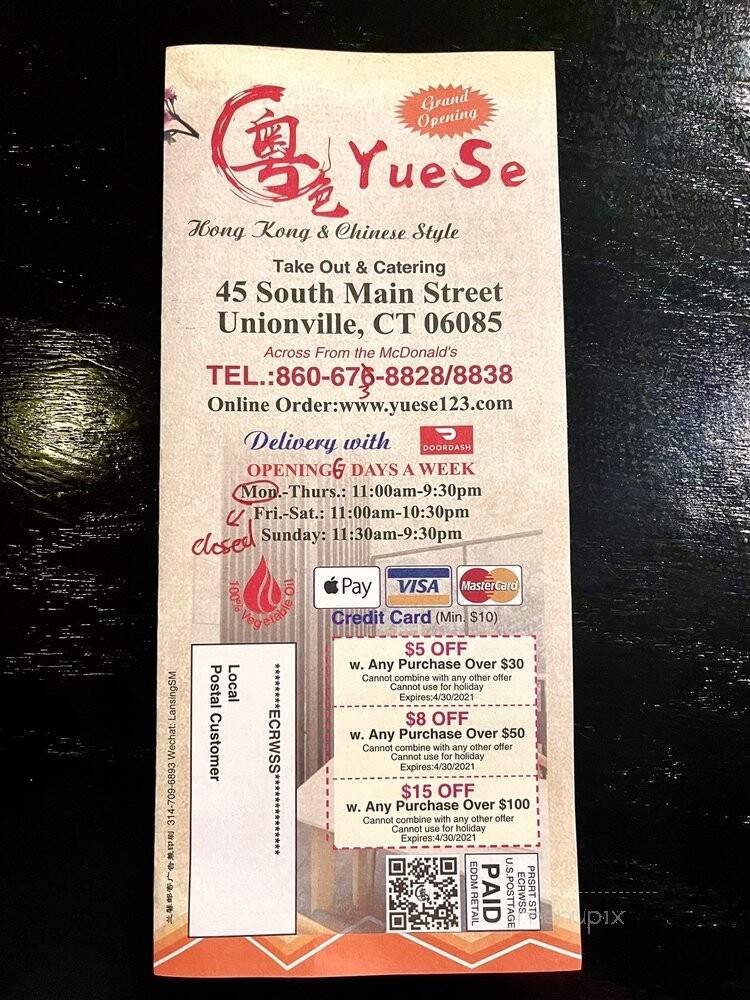 Grand
Opening
粤色 YueSe
Hong Kong & Chinese Style
Take Out & Catering
45 South Main Street
Unionville, CT 06085
Across From the McDonald's
TEL.:860-676-8828/8838
3
Online Order:www.yuese123.com
Delivery with DOORDASH
OPENING 6 DAYS A WEEK
Mon.-Thurs.: 11:00am-9:30pm
Fri.-Sat.: 11:00am-10:30pm
closed Sunday: 11:30am-9:30pm
100% Vegetable Oil
Pay VISA MasterCard
Credit Card (Min. $10)
$5 OFF
w. Any Purchase Over $30
Cannot combine with any other offer
Cannot use for holiday
Expires:4/30/2021
$8 OFF
w. Any Purchase Over $50
Cannot combine with any other offer
Cannot use for holiday
Expires:4/30/2021
$15 OFF
w. Any Purchase Over $100
Cannot combine with any other offer
Cannot use for holiday
Expires:4/30/2021
********ECRWSS**************
Local
Postal Customer
314-709-6893 Wechat: LansingSM
PRSRT STD
ECRWSS
U.S.POSTTAGE
PAID
EDDM RETAIL